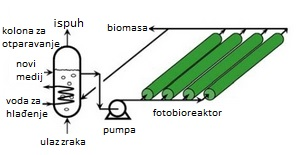 ispuh
kolona za
otparavanje
biomasa
novi
medij
voda za
hlađenje
fotobioreaktor
pumpa
ulaz zraka